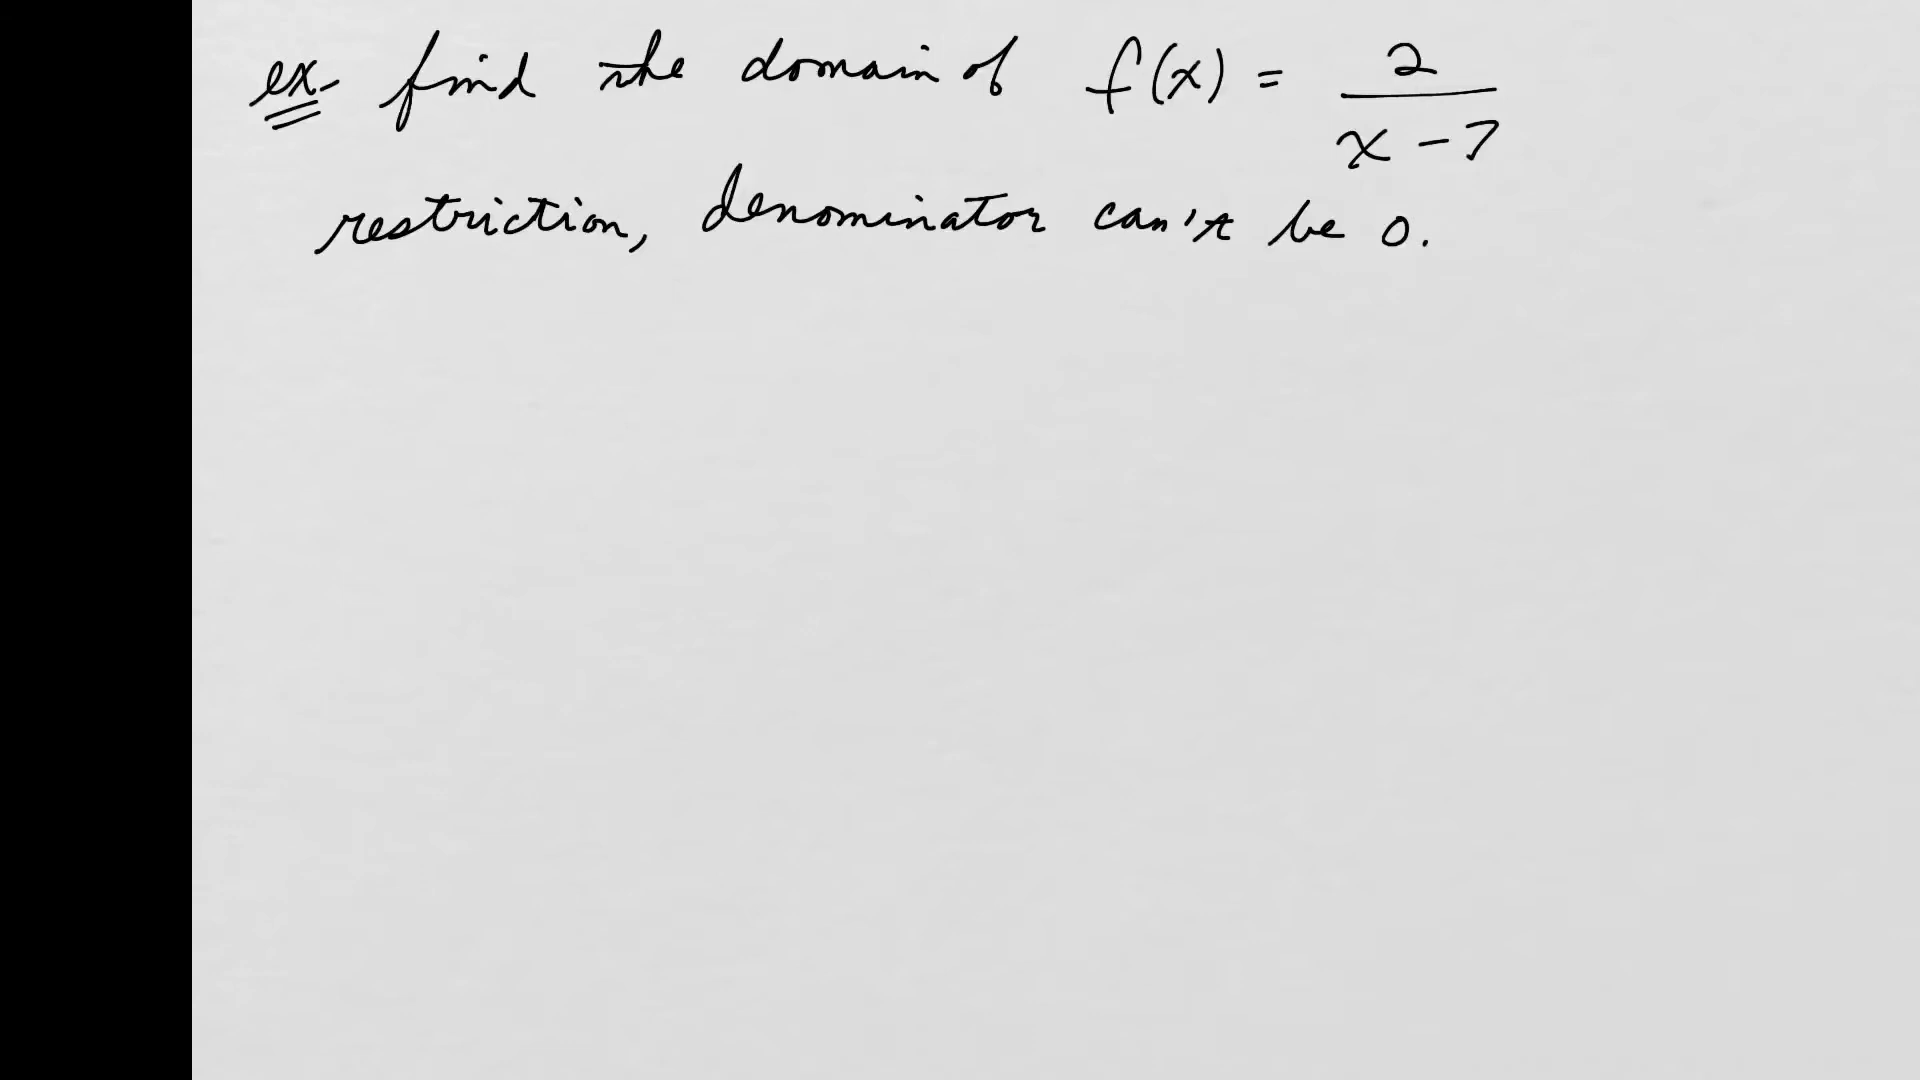 ex. find the domain of f(x) = 2 / (x - 7)
restriction, denominator can't be 0.